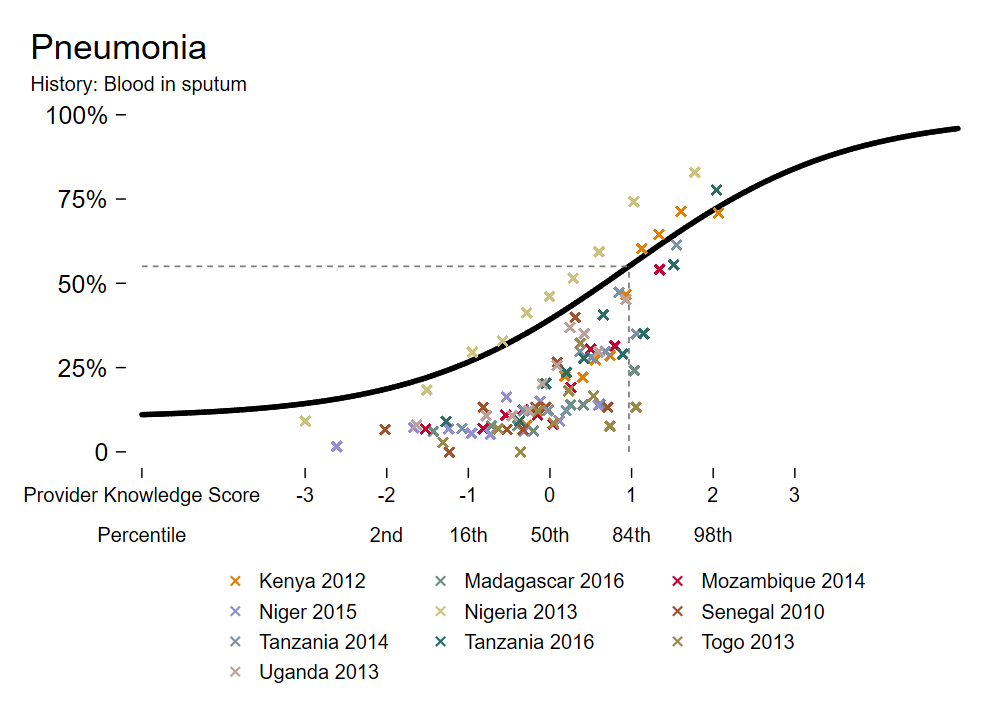 Pneumonia
History: Blood in sputum
100%
75%
50%
25%
0
Provider Knowledge Score -3 -2 -1 0 1 2 3
Percentile 2nd 16th 50th 84th 98th
Kenya 2012 Madagascar 2016 Mozambique 2014
Niger 2015 Nigeria 2013 Senegal 2010
Tanzania 2014 Tanzania 2016 Togo 2013
Uganda 2013